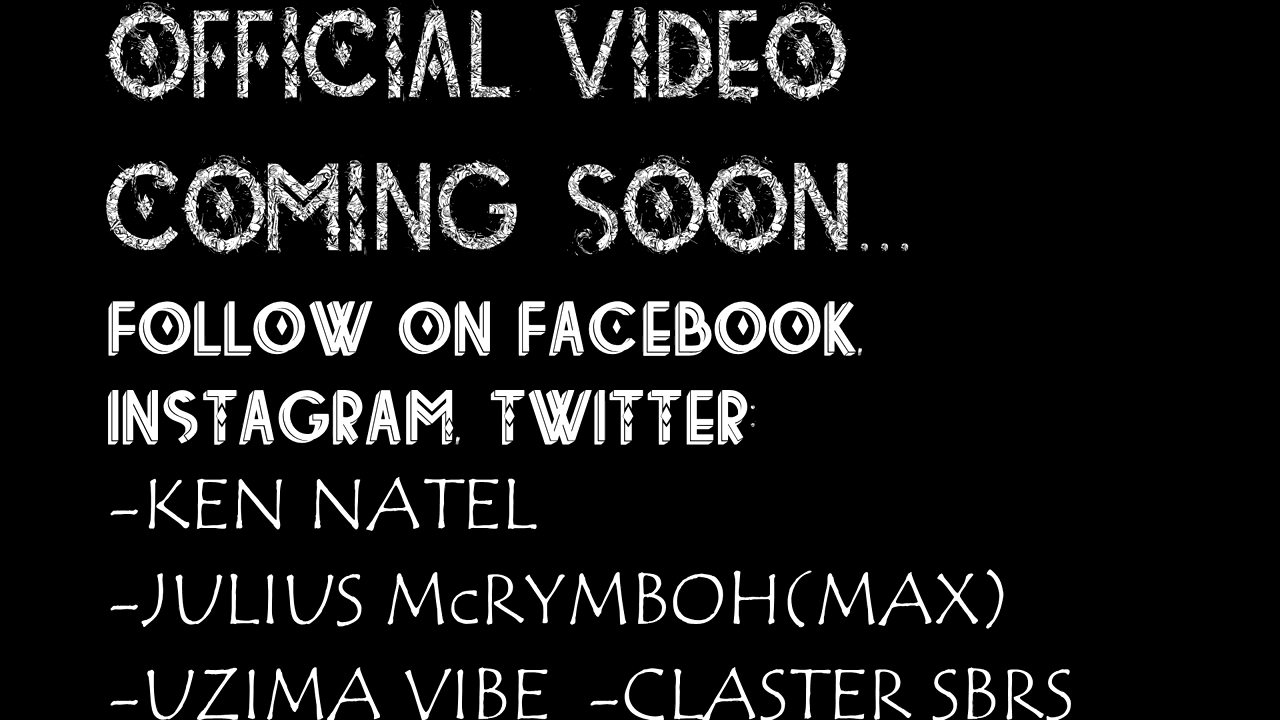 OFFICIAL VIDEO
COMING SOON...
FOLLOW ON FACEBOOK,
INSTAGRAM, TWITTER:
-KEN NATEL
-JULIUS McRYMBOH(MAX)
-UZIMA VIBE -CLASTER SBRS